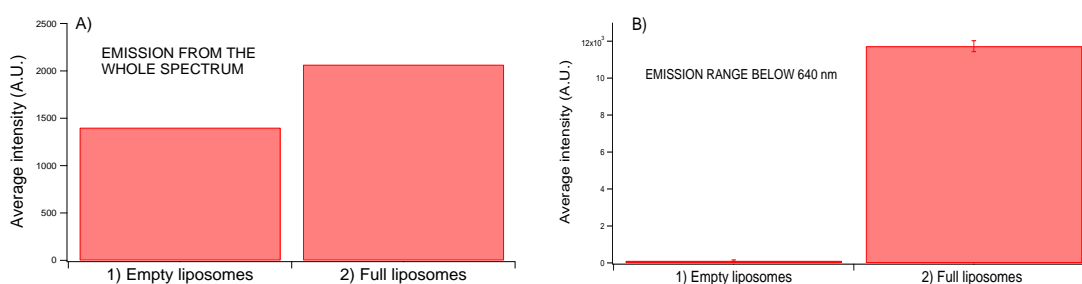 A)
EMISSION FROM THE
WHOLE SPECTRUM
Average intensity (A.U.)
2500
2000
1500
1000
500
0
1) Empty liposomes
2) Full liposomes
B)
EMISSION RANGE BELOW 640 nm
Average intensity (A.U.)
12x10³
10
8
6
4
2
0
1) Empty liposomes
2) Full liposomes